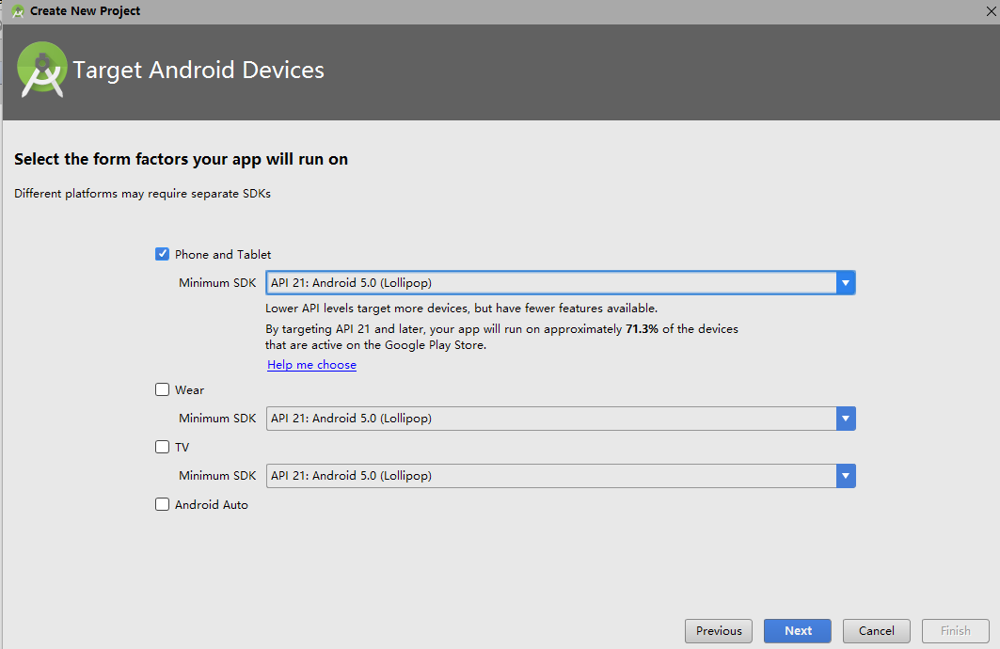 Create New Project
Target Android Devices
Select the form factors your app will run on
Different platforms may require separate SDKs
Phone and Tablet
Minimum SDK API 21: Android 5.0 (Lollipop)
Lower API levels target more devices, but have fewer features available.
By targeting API 21 and later, your app will run on approximately 71.3% of the devices
that are active on the Google Play Store.
Help me choose
Wear
Minimum SDK API 21: Android 5.0 (Lollipop)
TV
Minimum SDK API 21: Android 5.0 (Lollipop)
Android Auto
Previous Next Cancel Finish